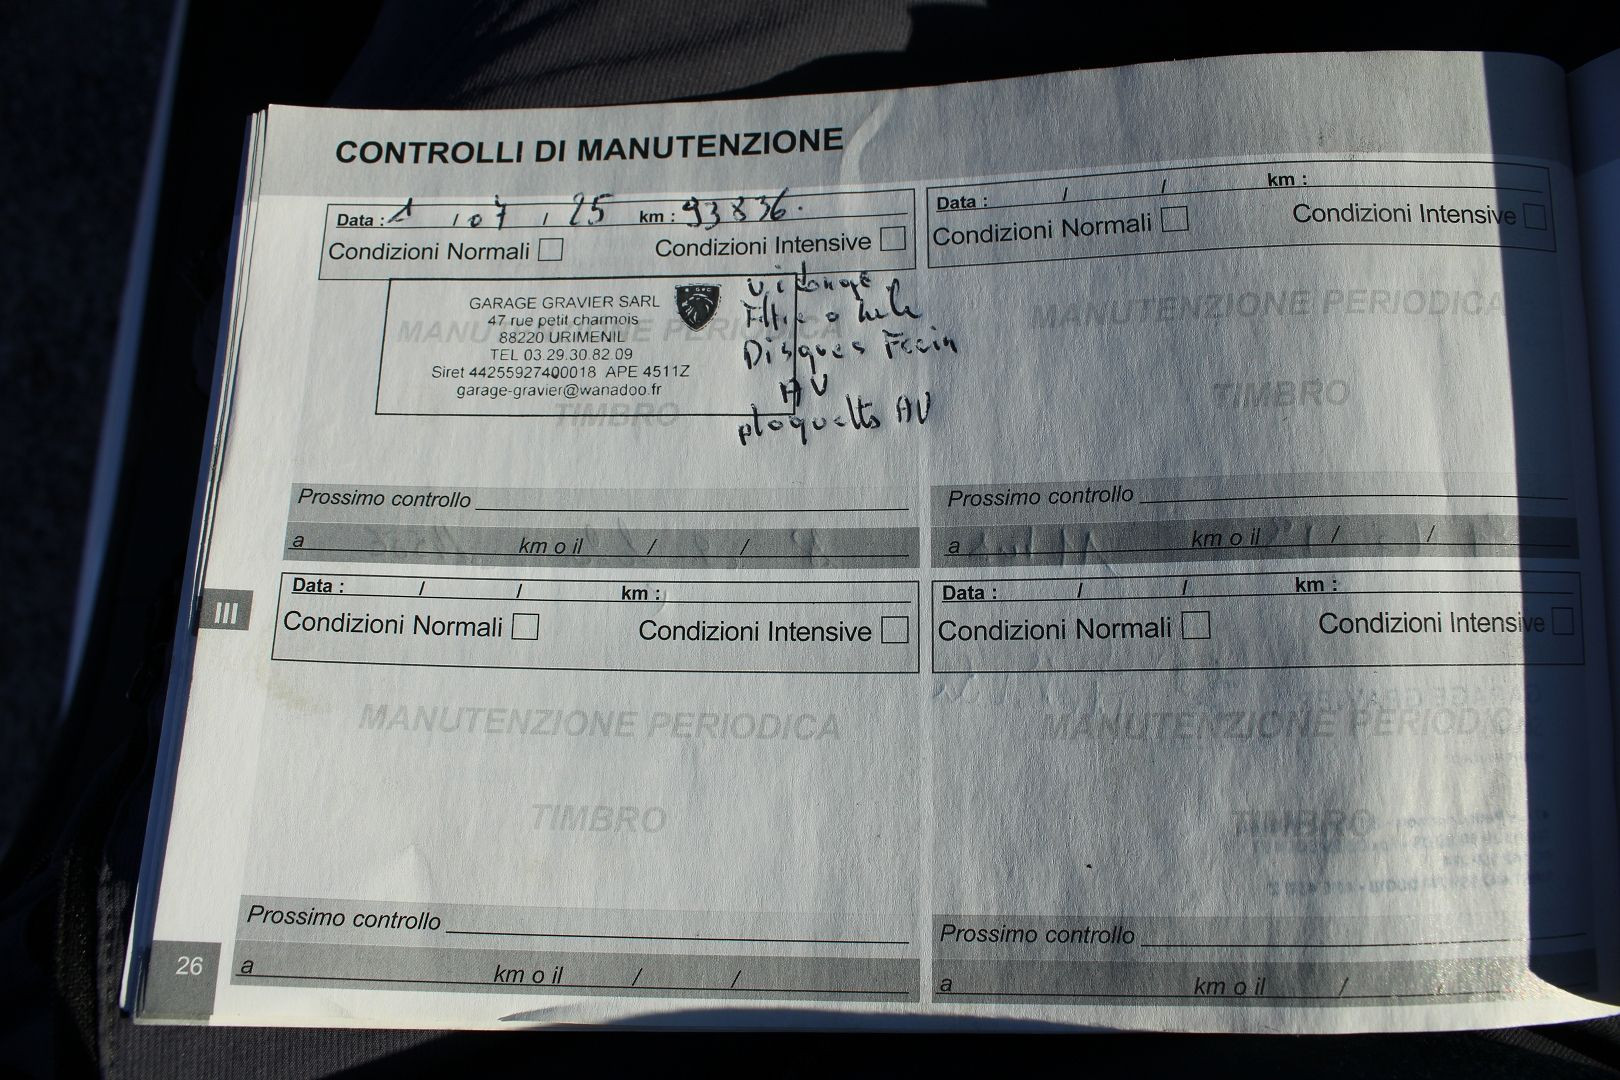 CONTROLLI DI MANUTENZIONE
Data : 1 / 07 / 25 km : 93836.
Condizioni Normali Condizioni Intensive
GARAGE GRAVIER SARL
47 rue petit charmois
88220 URIMENIL
TEL 03.29.30.82.09
Siret 44255927400018 APE 4511Z
garage-gravier@wanadoo.fr
vidange
Filtre a huile
Disques Frein
AV
plaquettes AV
MANUTENZIONE PERIODICA
TIMBRO
Prossimo controllo
a km o il / /
Data : / / km :
Condizioni Normali Condizioni Intensive
MANUTENZIONE PERIODICA
TIMBRO
Prossimo controllo
a km o il / /
III
Data : / / km :
Condizioni Normali Condizioni Intensive
MANUTENZIONE PERIODICA
TIMBRO
Prossimo controllo
a km o il / /
Data : / / km :
Condizioni Normali Condizioni Intensive
MANUTENZIONE PERIODICA
TIMBRO
Prossimo controllo
a km o il / /
26